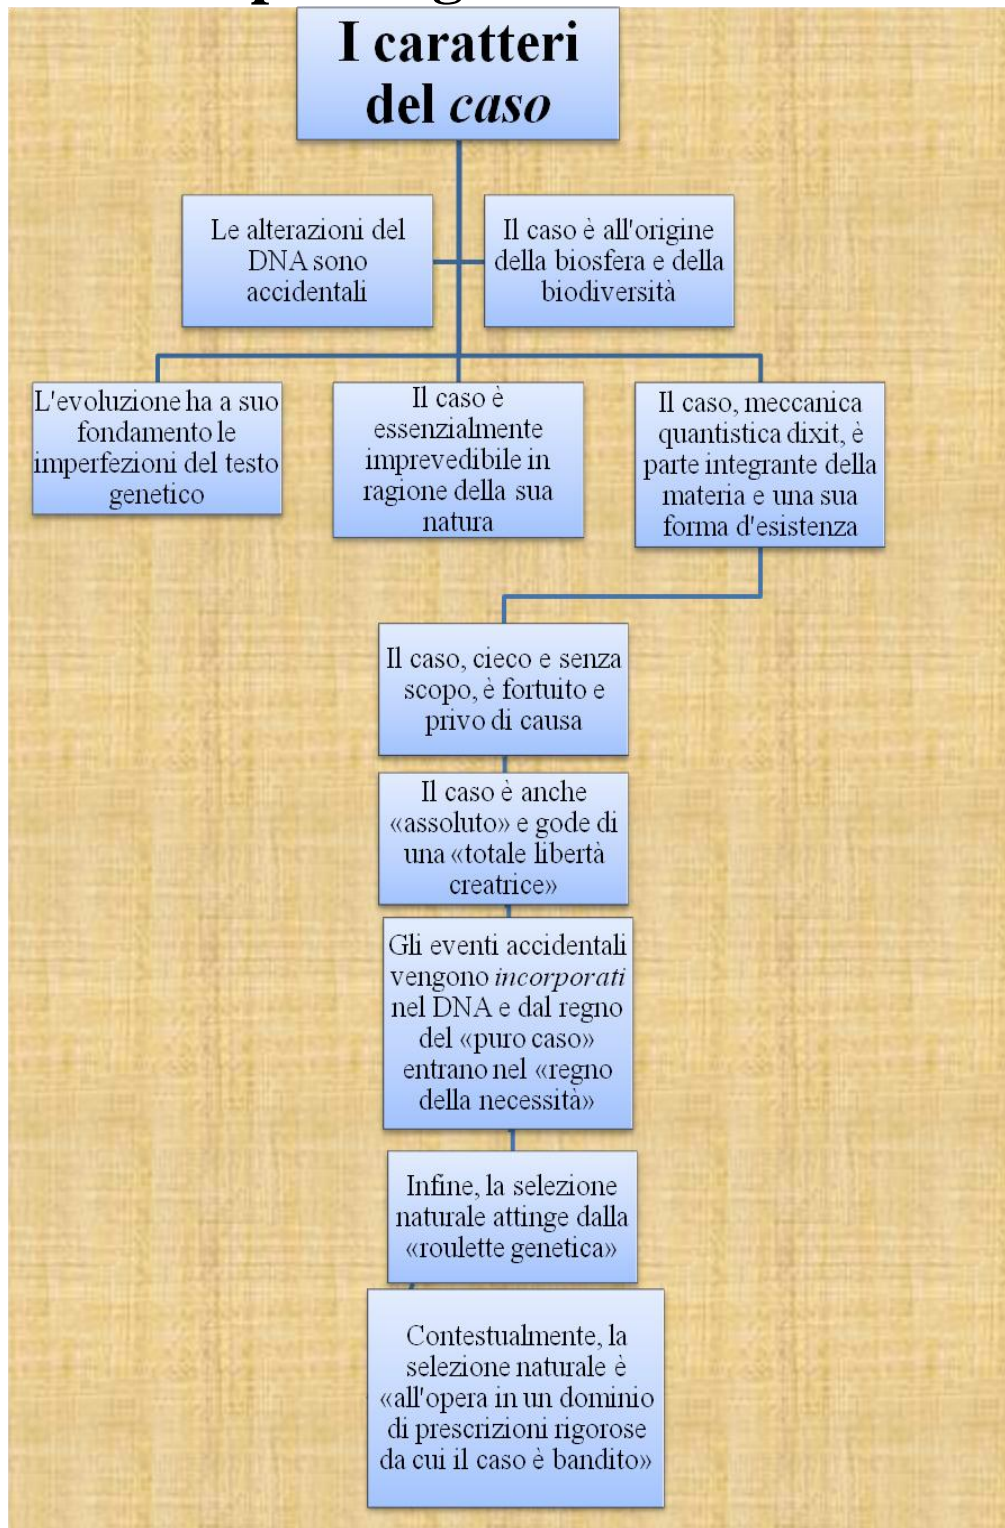 I caratteri
del caso
Le alterazioni del
DNA sono
accidentali
Il caso è all'origine
della biosfera e della
biodiversità
L'evoluzione ha a suo
fondamento le
imperfezioni del testo
genetico
Il caso è
essenzialmente
imprevedibile in
ragione della sua
natura
Il caso, meccanica
quantistica dixit, è
parte integrante della
materia e una sua
forma d'esistenza
Il caso, cieco e senza
scopo, è fortuito e
privo di causa
Il caso è anche
«assoluto» e gode di
una «totale libertà
creatrice»
Gli eventi accidentali
vengono incorporati
nel DNA e dal regno
del «puro caso»
entrano nel «regno
della necessità»
Infine, la selezione
naturale attinge dalla
«roulette genetica»
Contestualmente, la
selezione naturale è
«all'opera in un dominio
di prescrizioni rigorose
da cui il caso è bandito»